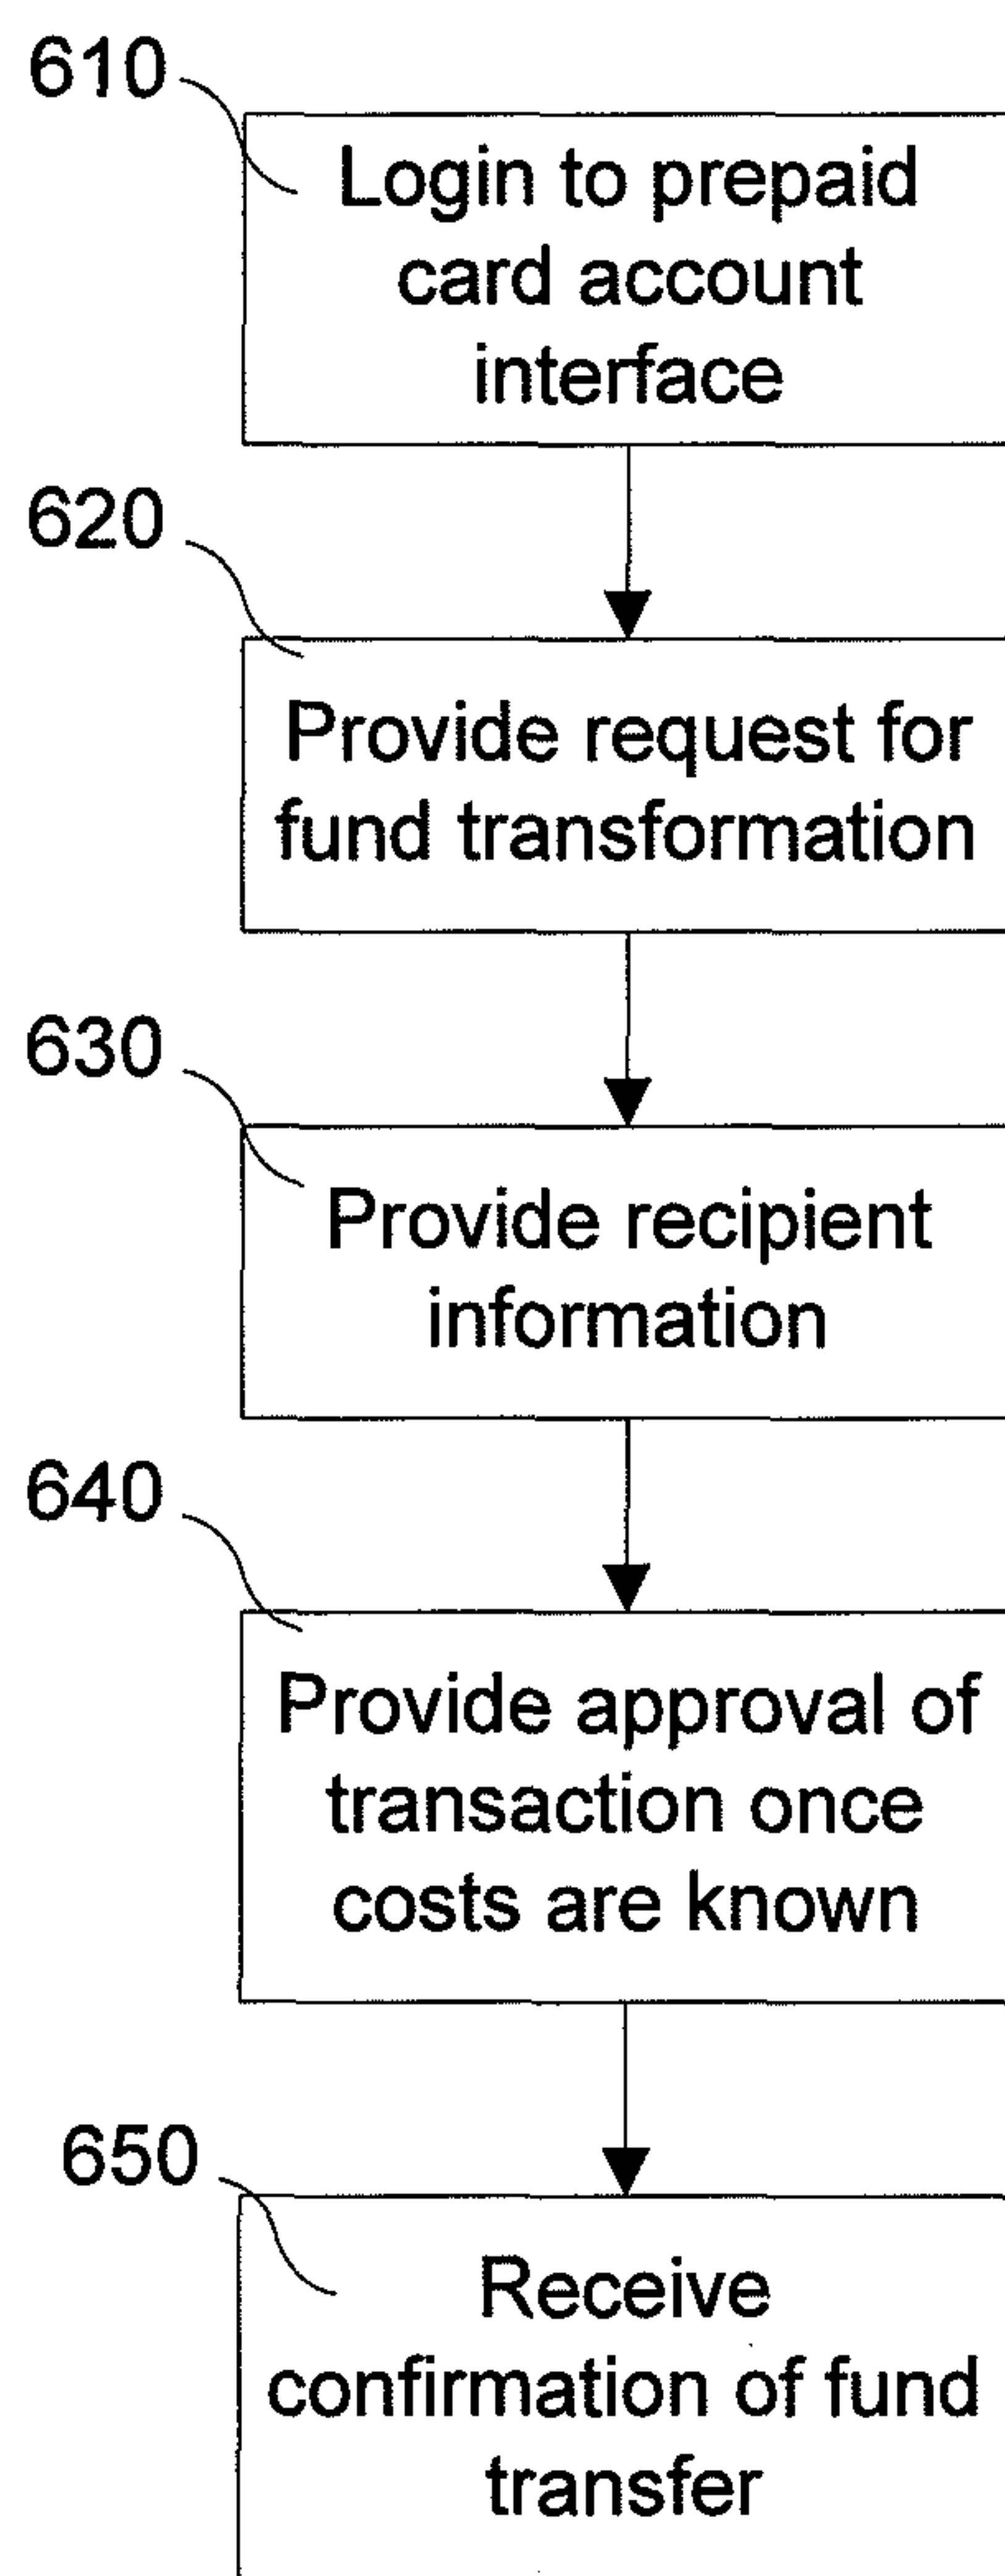 610
Login to prepaid
card account
interface
620
Provide request for
fund transformation
630
Provide recipient
information
640
Provide approval of
transaction once
costs are known
650
Receive
confirmation of fund
transfer